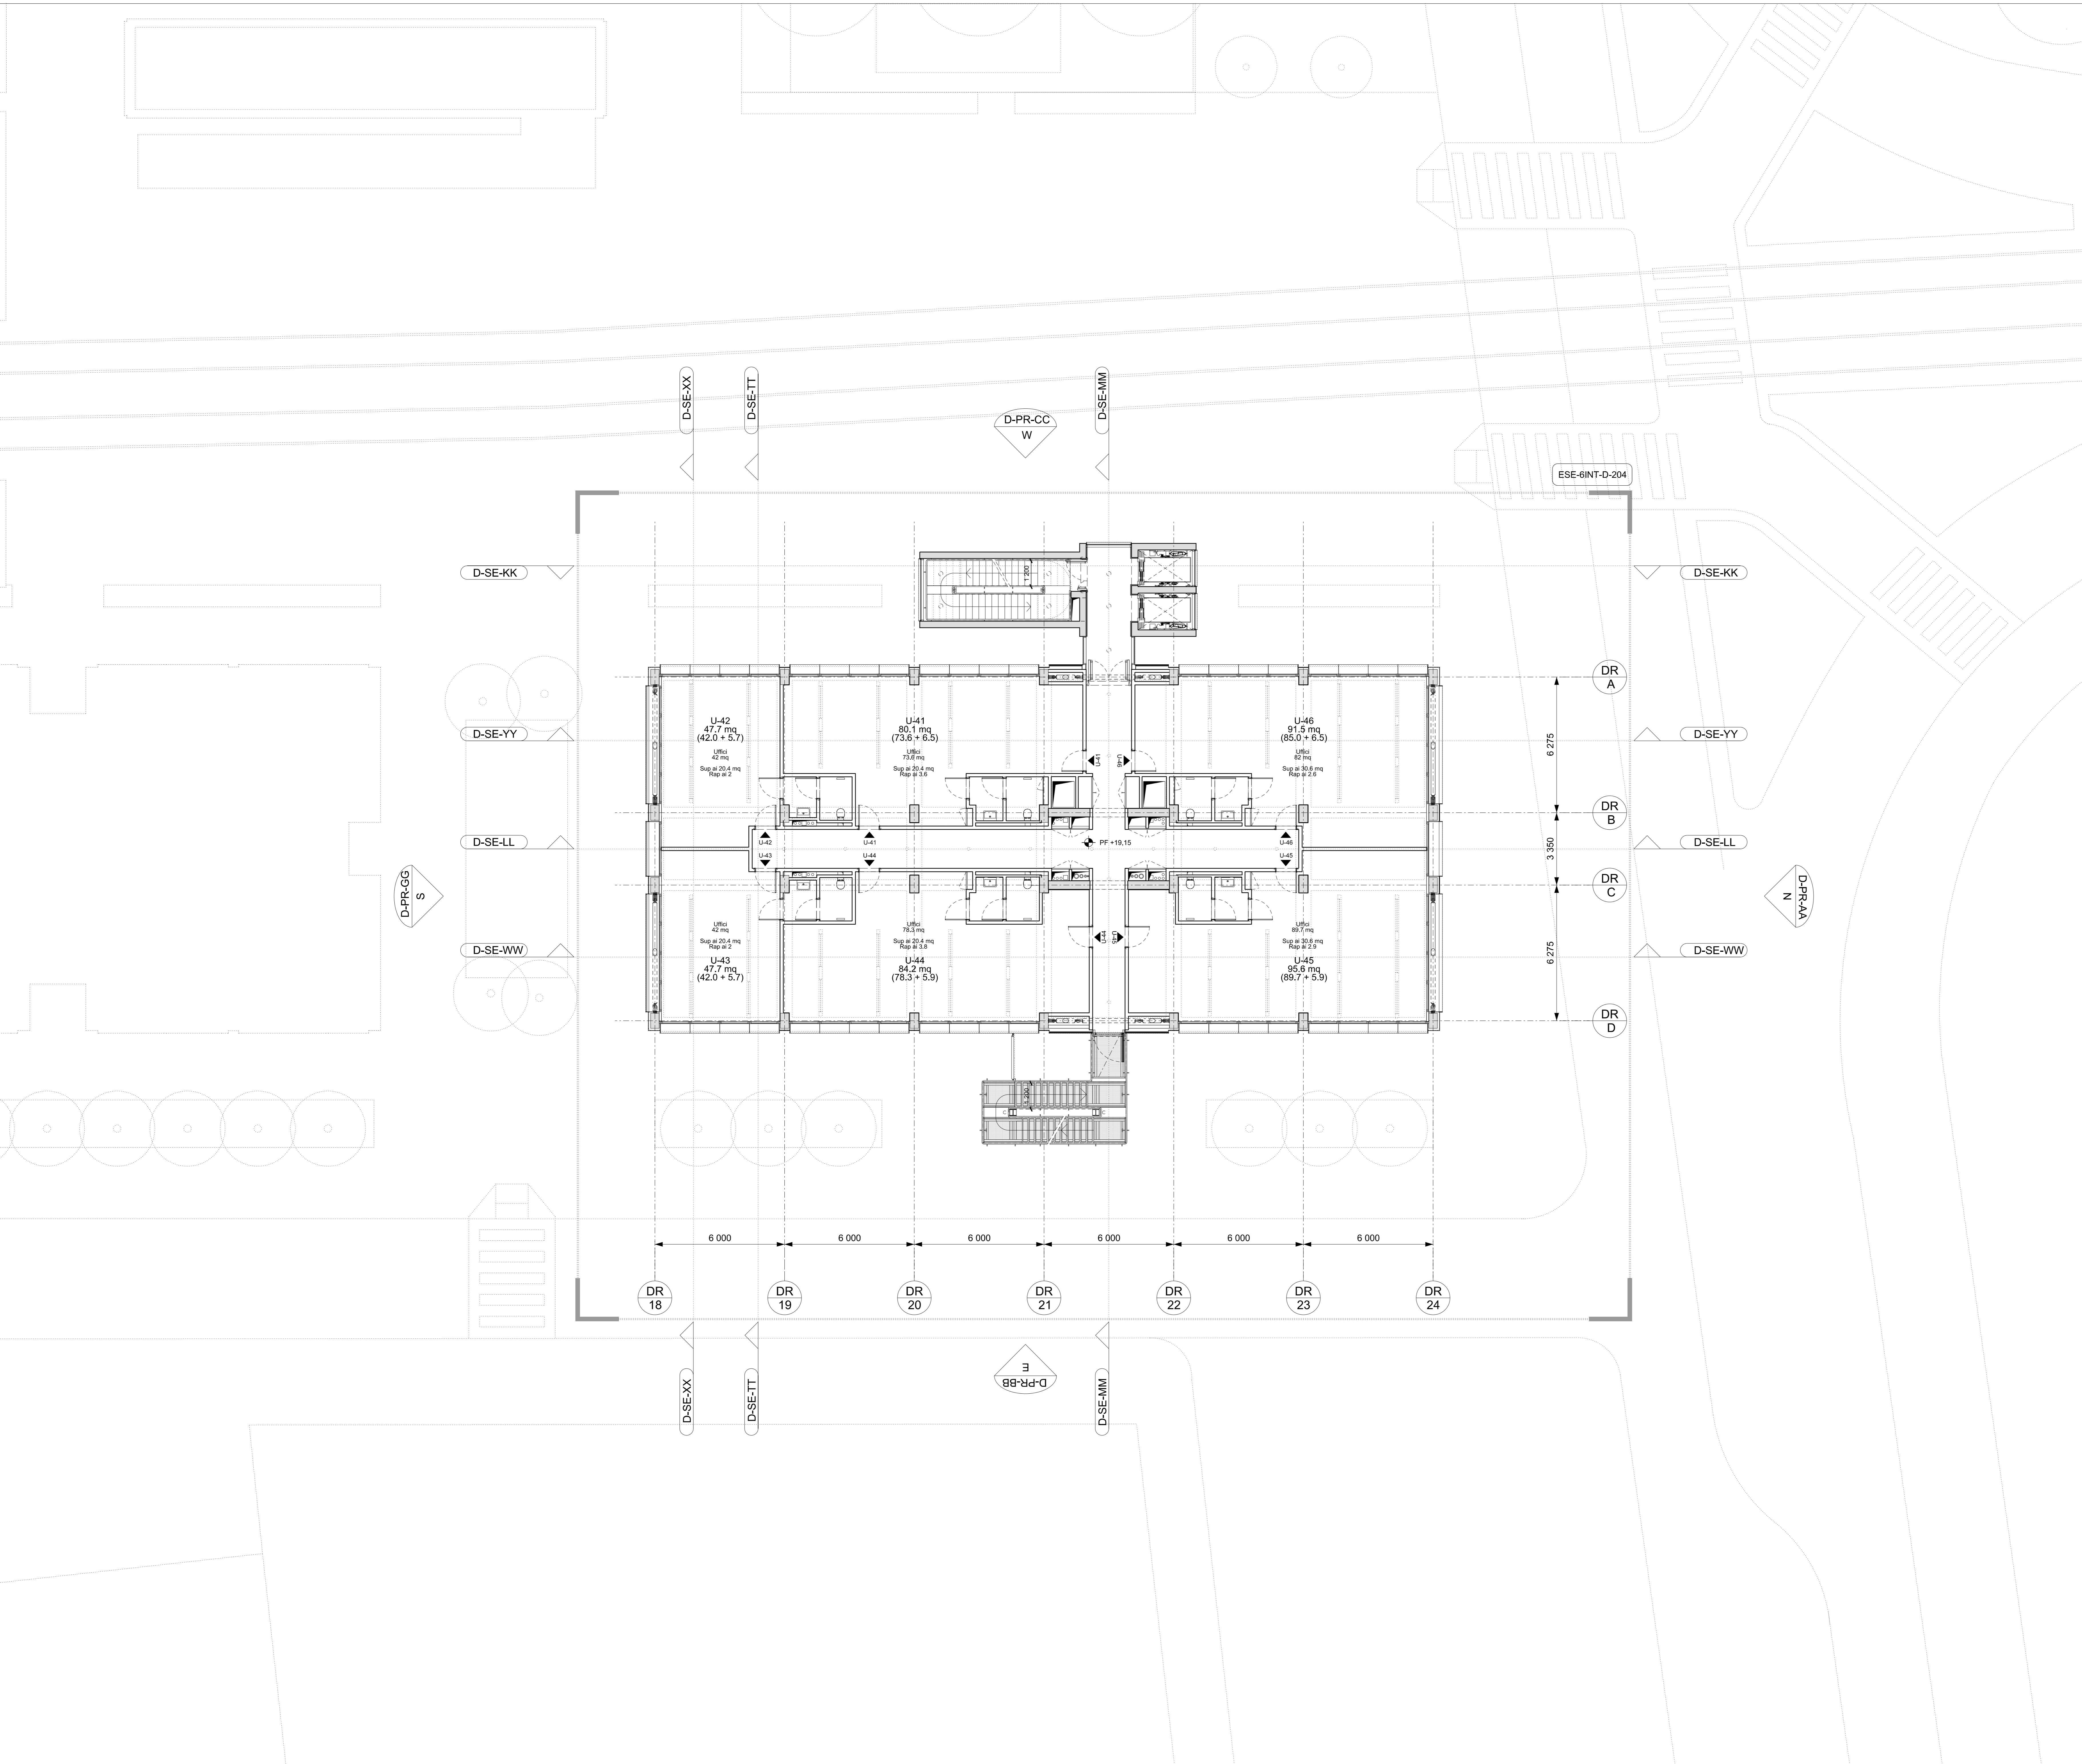 D-SE-XX
D-SE-TT
D-SE-MM
D-PR-CC
W
ESE-6INT-D-204
D-SE-KK
D-SE-KK
1 200
DR
A
U-42
47.7 mq
(42.0 + 5.7)
Uffici
42 mq
Sup ai 20.4 mq
Rap ai 2
U-41
80.1 mq
(73.6 + 6.5)
Uffici
73,6 mq
Sup ai 20.4 mq
Rap ai 3.6
U-46
91.5 mq
(85.0 + 6.5)
Uffici
82 mq
Sup ai 30.6 mq
Rap ai 2.6
D-SE-YY
D-SE-YY
6 275
U-41
U-46
DR
B
U-42
U-41
U-46
D-SE-LL
PF +19,15
D-SE-LL
3 350
U-43
U-44
U-45
DR
C
D-PR-GG
S
D-PR-AA
N
Uffici
42 mq
Sup ai 20.4 mq
Rap ai 2
U-43
47.7 mq
(42.0 + 5.7)
Uffici
78.3 mq
Sup ai 20.4 mq
Rap ai 3.8
U-44
84.2 mq
(78.3 + 5.9)
U-44
U-45
Uffici
89.7 mq
Sup ai 30.6 mq
Rap ai 2.9
U-45
95.6 mq
(89.7 + 5.9)
D-SE-WW
D-SE-WW
6 275
DR
D
1 200
C
C
6 000
6 000
6 000
6 000
6 000
6 000
DR
18
DR
19
DR
20
DR
21
DR
22
DR
23
DR
24
E
D-PR-BB
D-SE-XX
D-SE-TT
D-SE-MM